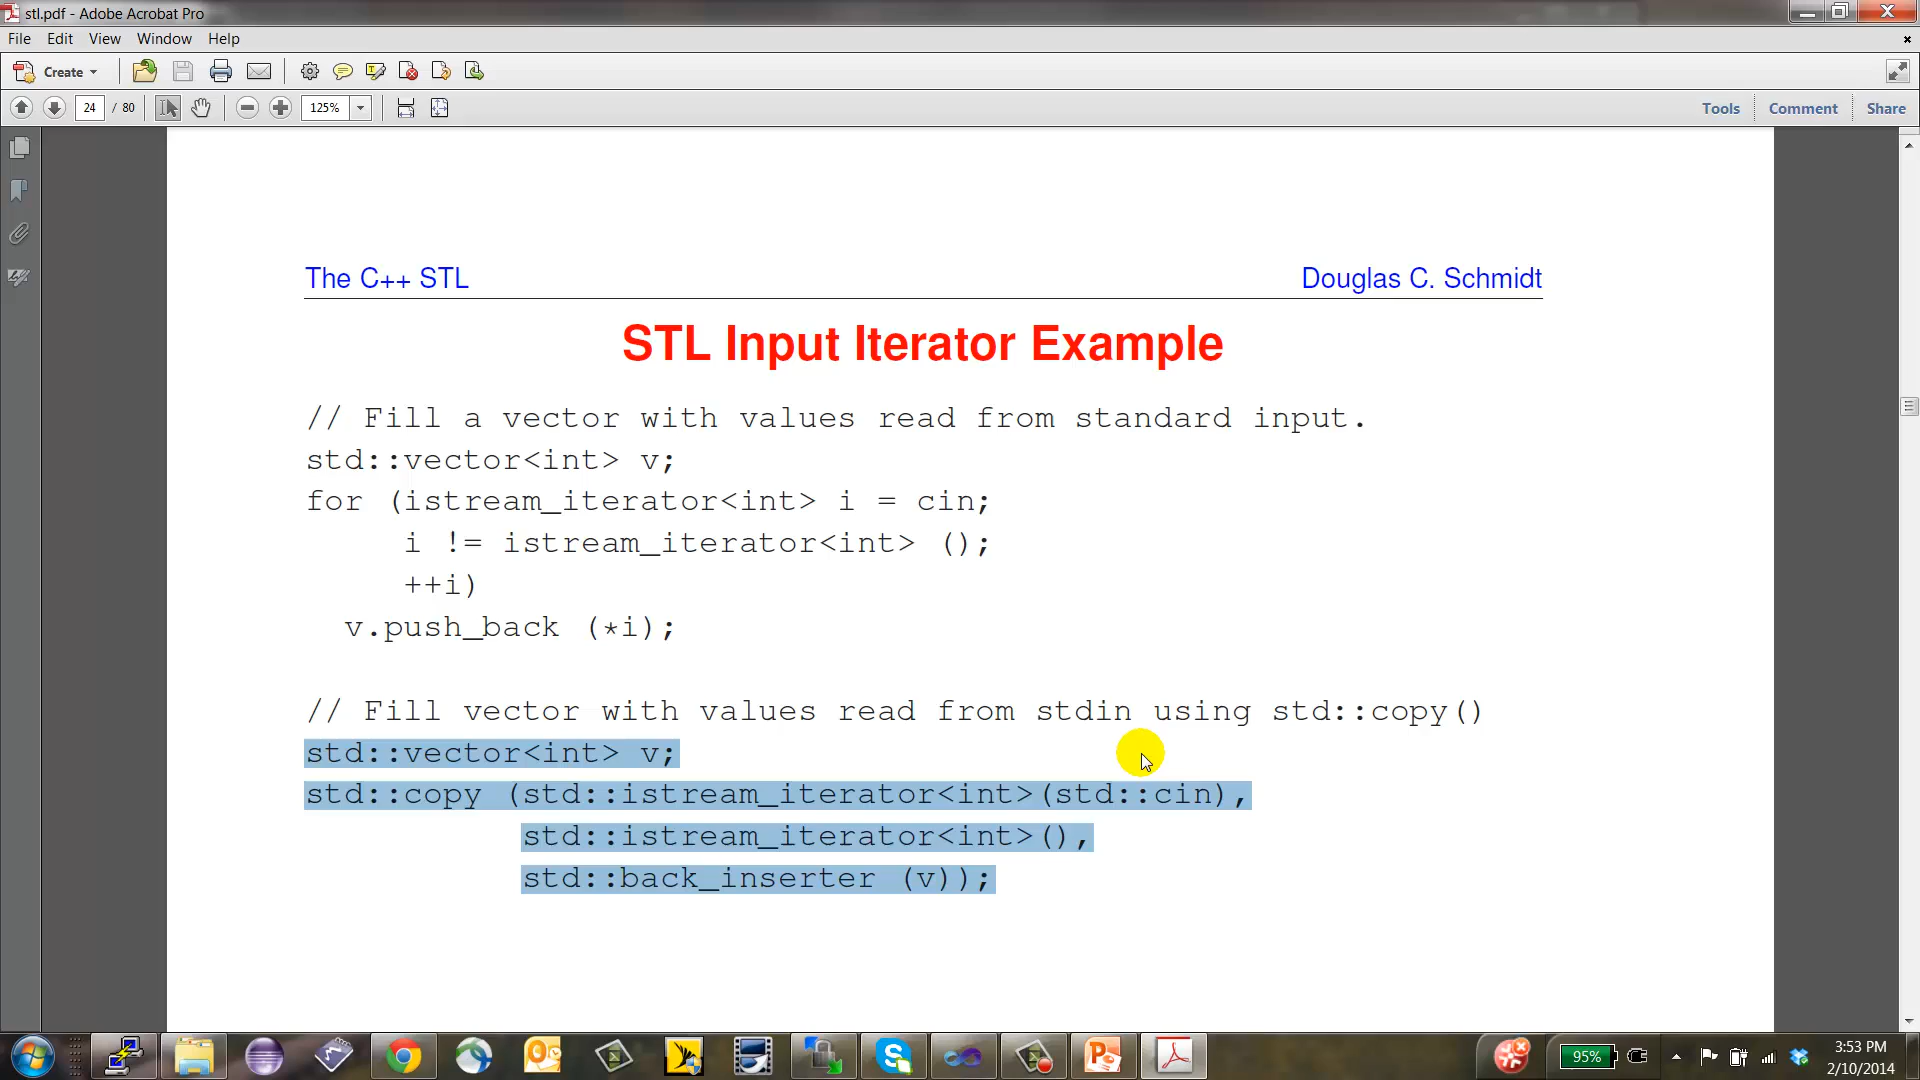 stl.pdf - Adobe Acrobat Pro
File Edit View Window Help
Create
24 / 80 125% Tools Comment Share
The C++ STL Douglas C. Schmidt
STL Input Iterator Example
// Fill a vector with values read from standard input.
std::vector<int> v;
for (istream_iterator<int> i = cin;
i != istream_iterator<int> ();
++i)
v.push_back (*i);
// Fill vector with values read from stdin using std::copy()
std::vector<int> v;
std::copy (std::istream_iterator<int>(std::cin),
std::istream_iterator<int>(),
std::back_inserter (v));
95% 3:53 PM
2/10/2014